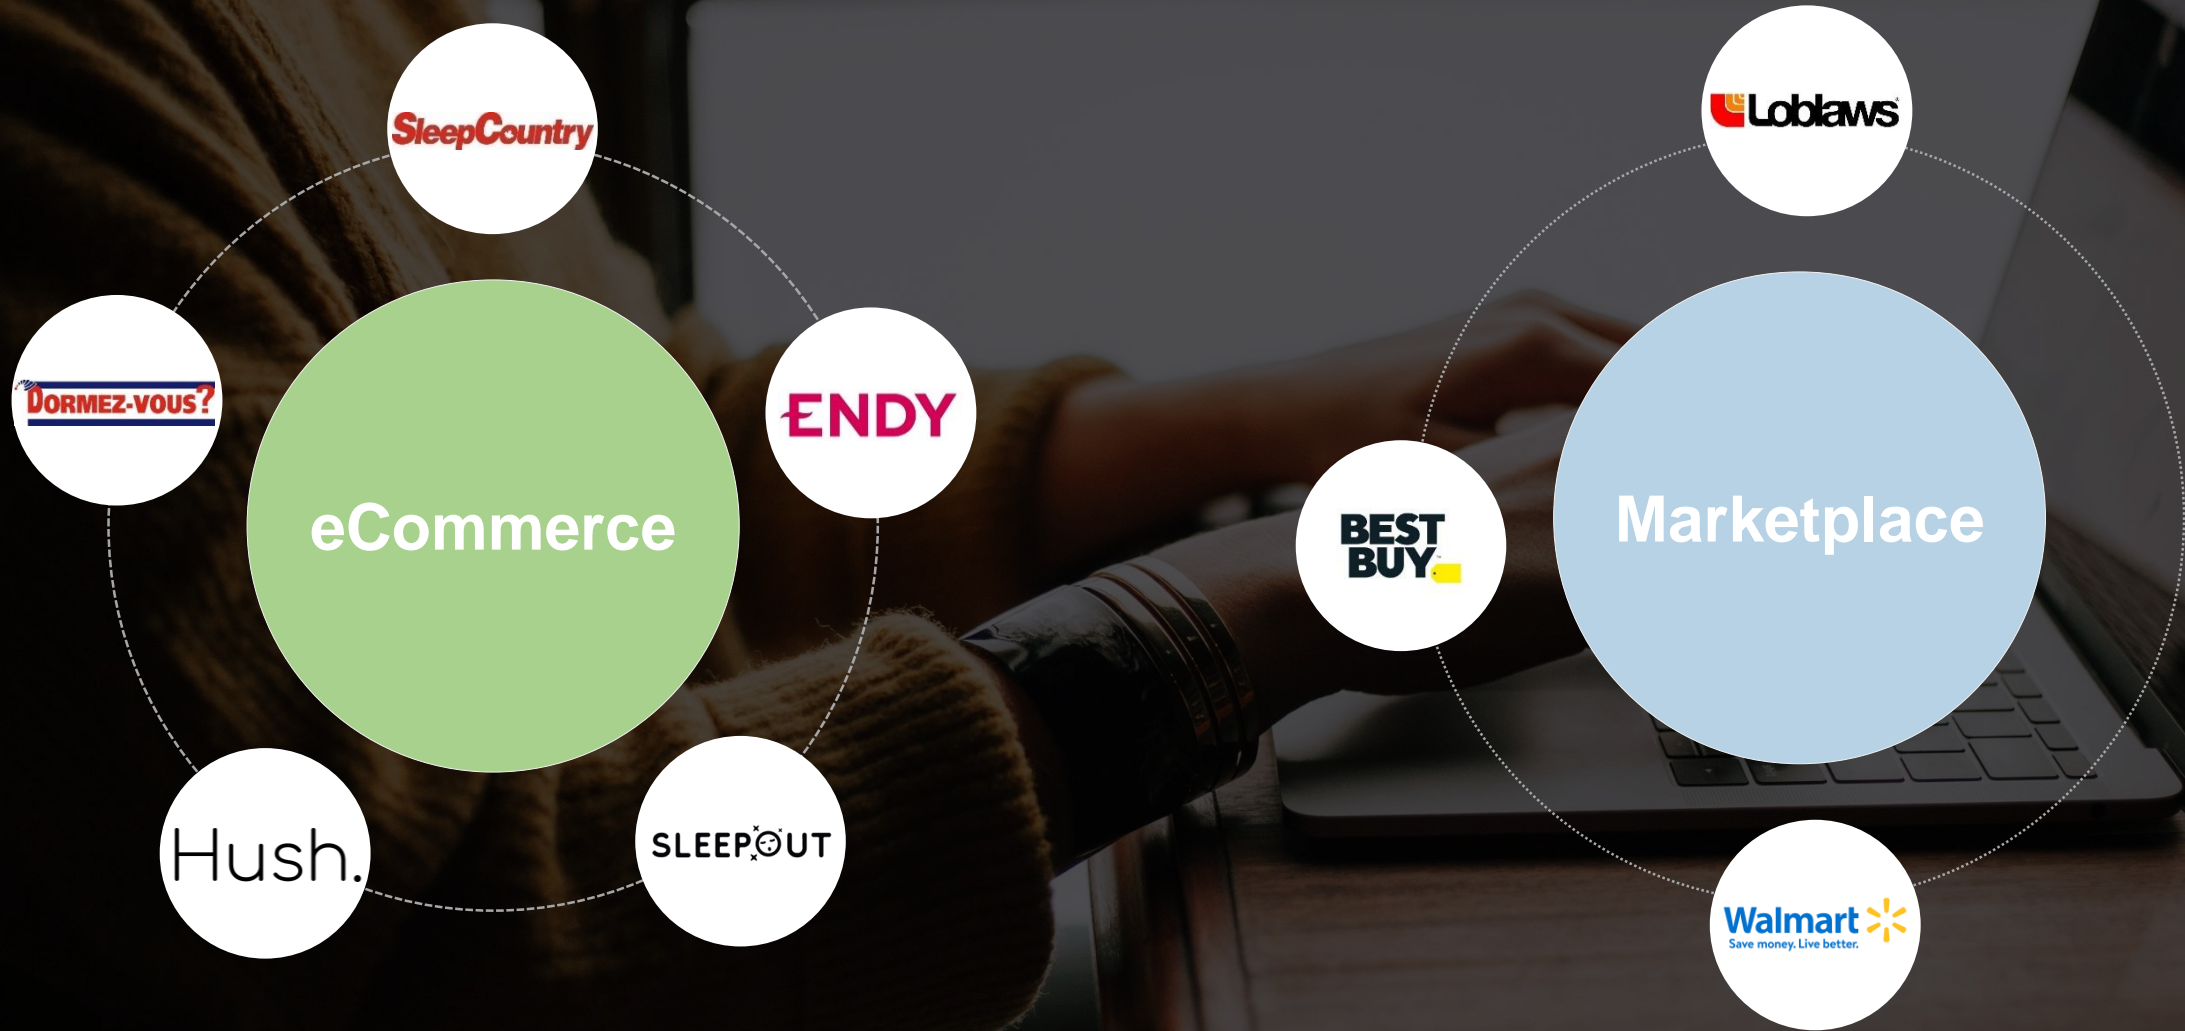 SleepCountry
DORMEZ-VOUS?
ENDY
eCommerce
Hush.
SLEEPOUT
Loblaws
BEST
BUY
Marketplace
Walmart
Save money. Live better.